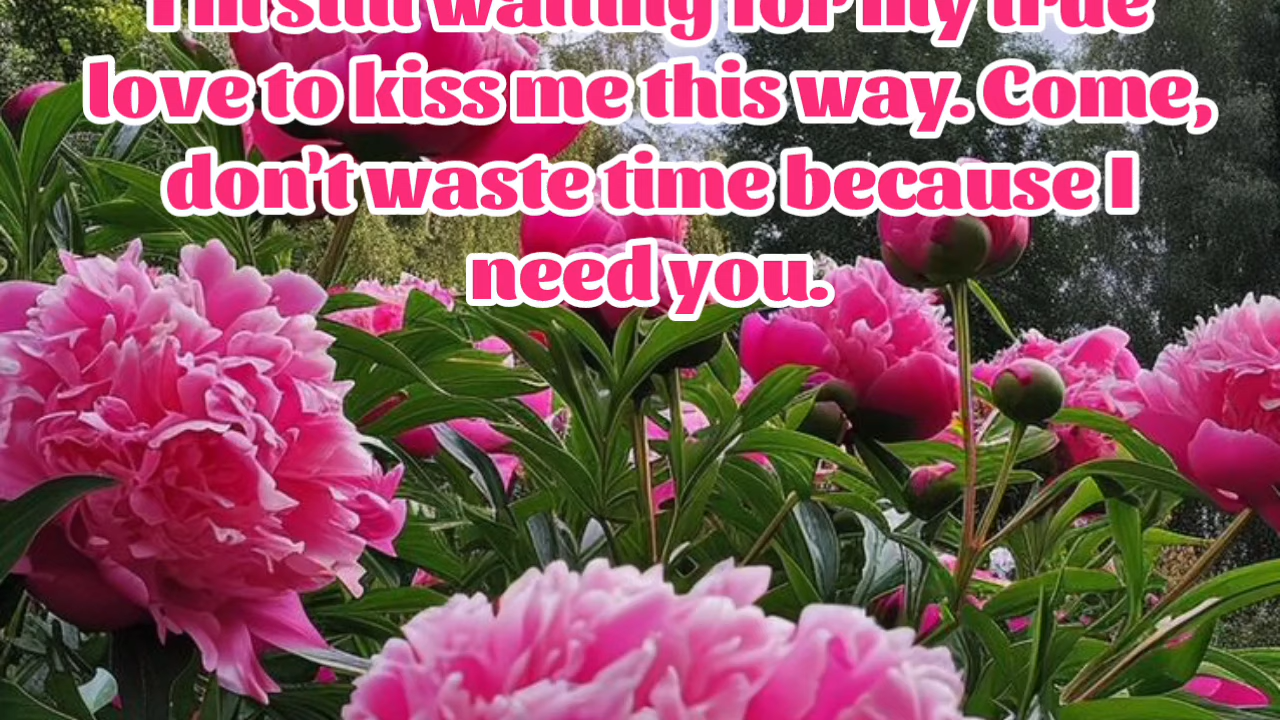 I'm still waiting for my true
love to kiss me this way. Come,
don't waste time because I
need you.